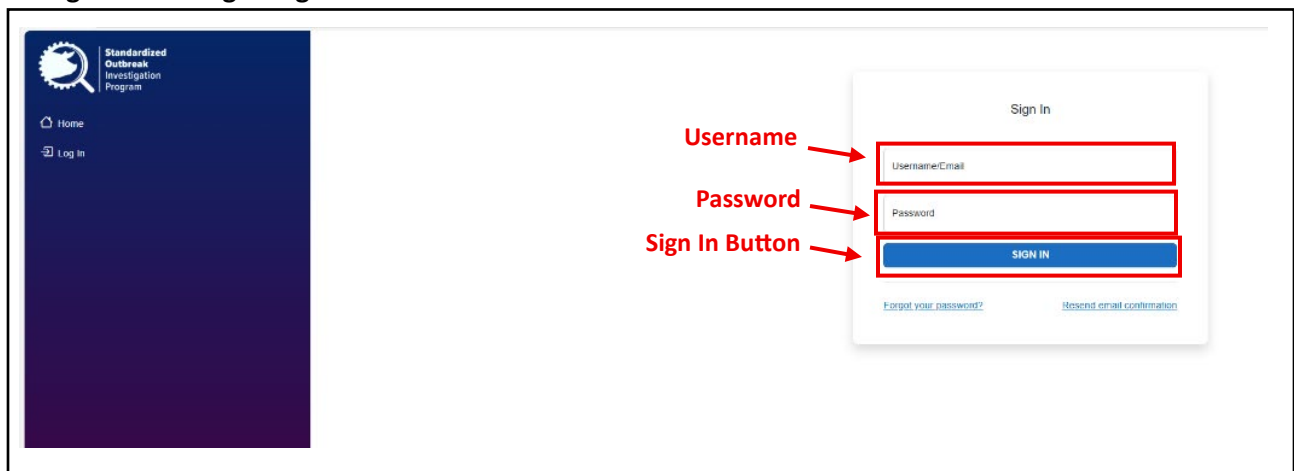 Standardized
Outbreak
Investigation
Program
Home
Log In
Sign In
Username
Username/Email
Password
Password
Sign In Button
SIGN IN
Forgot your password?
Resend email confirmation